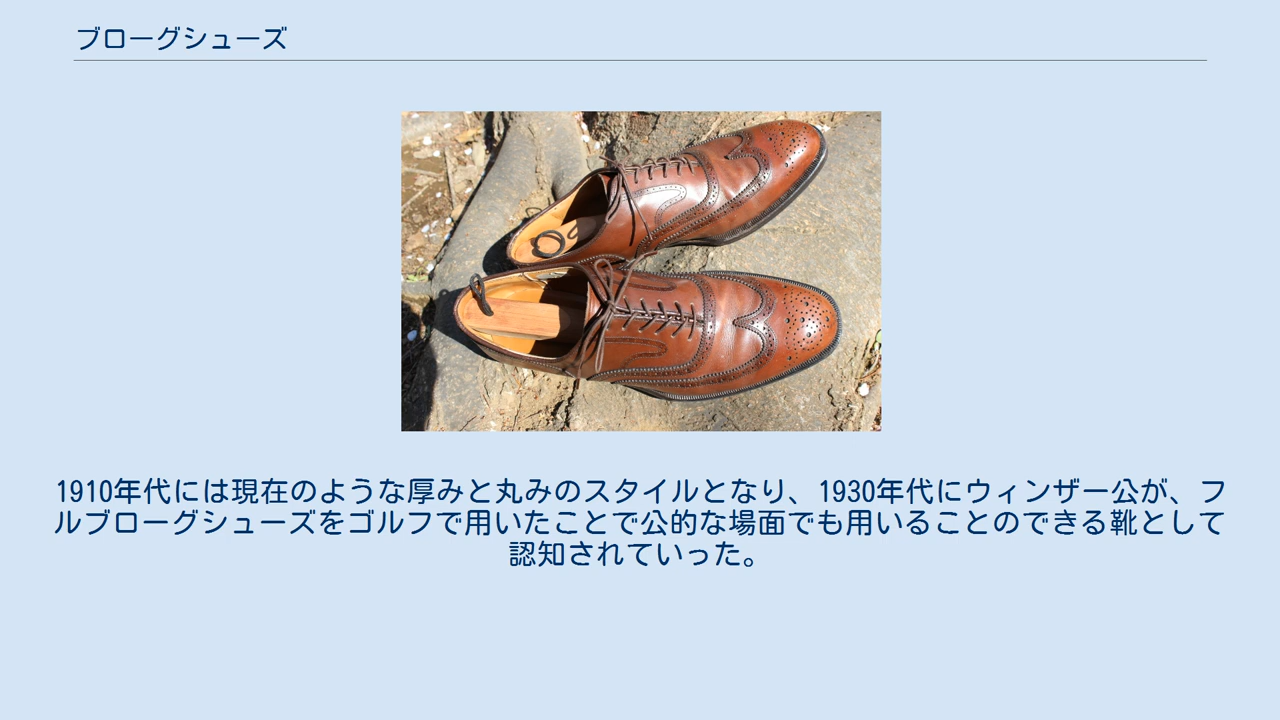 ブローグシューズ
1910年代には現在のような厚みと丸みのスタイルとなり、1930年代にウィンザー公が、フ
ルブローグシューズをゴルフで用いたことで公的な場面でも用いることのできる靴として
認知されていった。